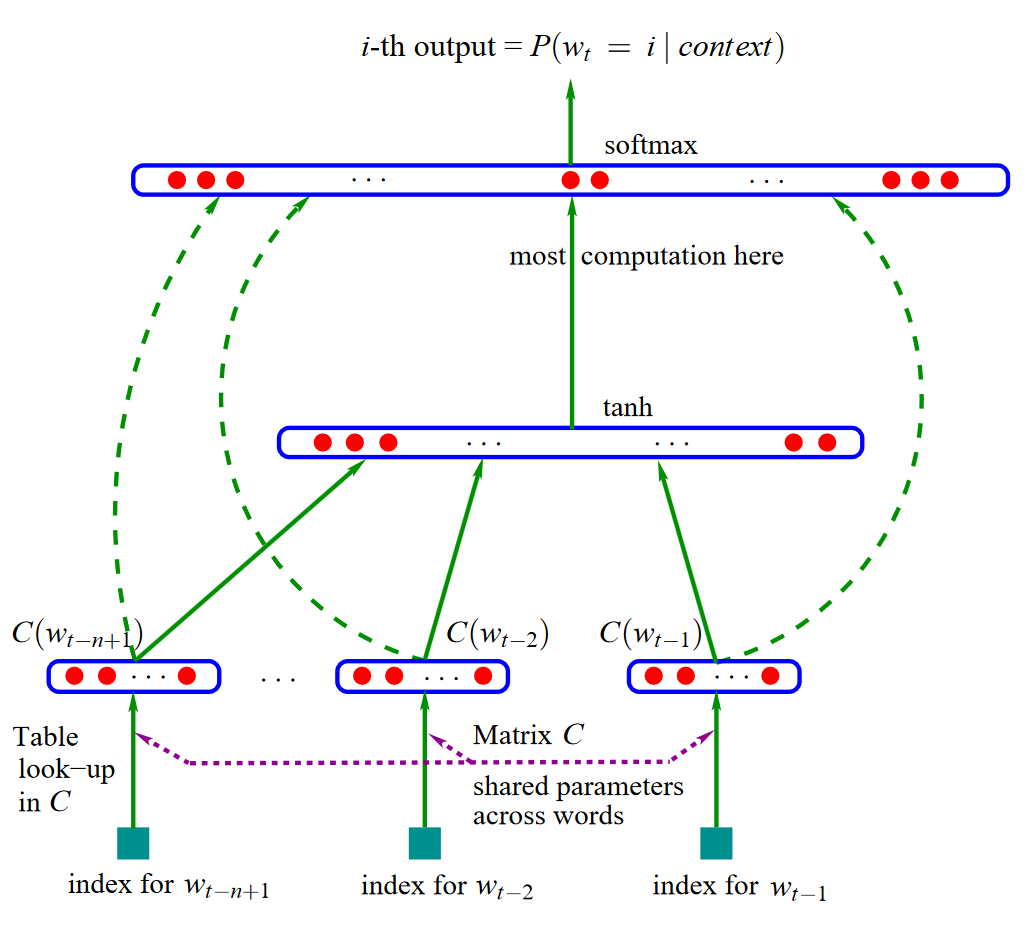 i-th output = P(w_t = i | context)
softmax
· · · · · ·
most computation here
tanh
· · · · · ·
C(w_{t−n+1}) C(w_{t−2}) C(w_{t−1})
· · · · · · · · · · · ·
Table
look−up
in C
Matrix C
shared parameters
across words
index for w_{t−n+1} index for w_{t−2} index for w_{t−1}